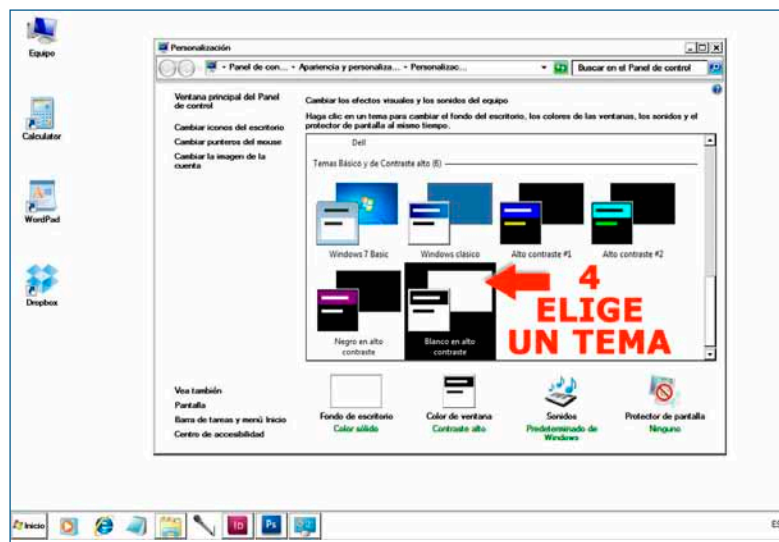 Equipo
Calculator
WordPad
Dropbox
Personalización
Panel de con... Apariencia y personaliza... Personalizac...
Buscar en el Panel de control
Ventana principal del Panel
de control
Cambiar iconos del escritorio
Cambiar punteros del mouse
Cambiar la imagen de la
cuenta
Cambiar los efectos visuales y los sonidos del equipo
Haga clic en un tema para cambiar el fondo del escritorio, los colores de las ventanas, los sonidos y el
protector de pantalla al mismo tiempo.
Dell
Temas Básico y de Contraste alto (6)
Windows 7 Basic
Windows clásico
Alto contraste #1
Alto contraste #2
Negro en alto
contraste
Blanco en alto
contraste
4
ELIGE
UN TEMA
Vea también
Pantalla
Barra de tareas y menú Inicio
Centro de accesibilidad
Fondo de escritorio
Color sólido
Color de ventana
Contraste alto
Sonidos
Predeterminado de
Windows
Protector de pantalla
Ninguno
Inicio
Id
Ps
ES